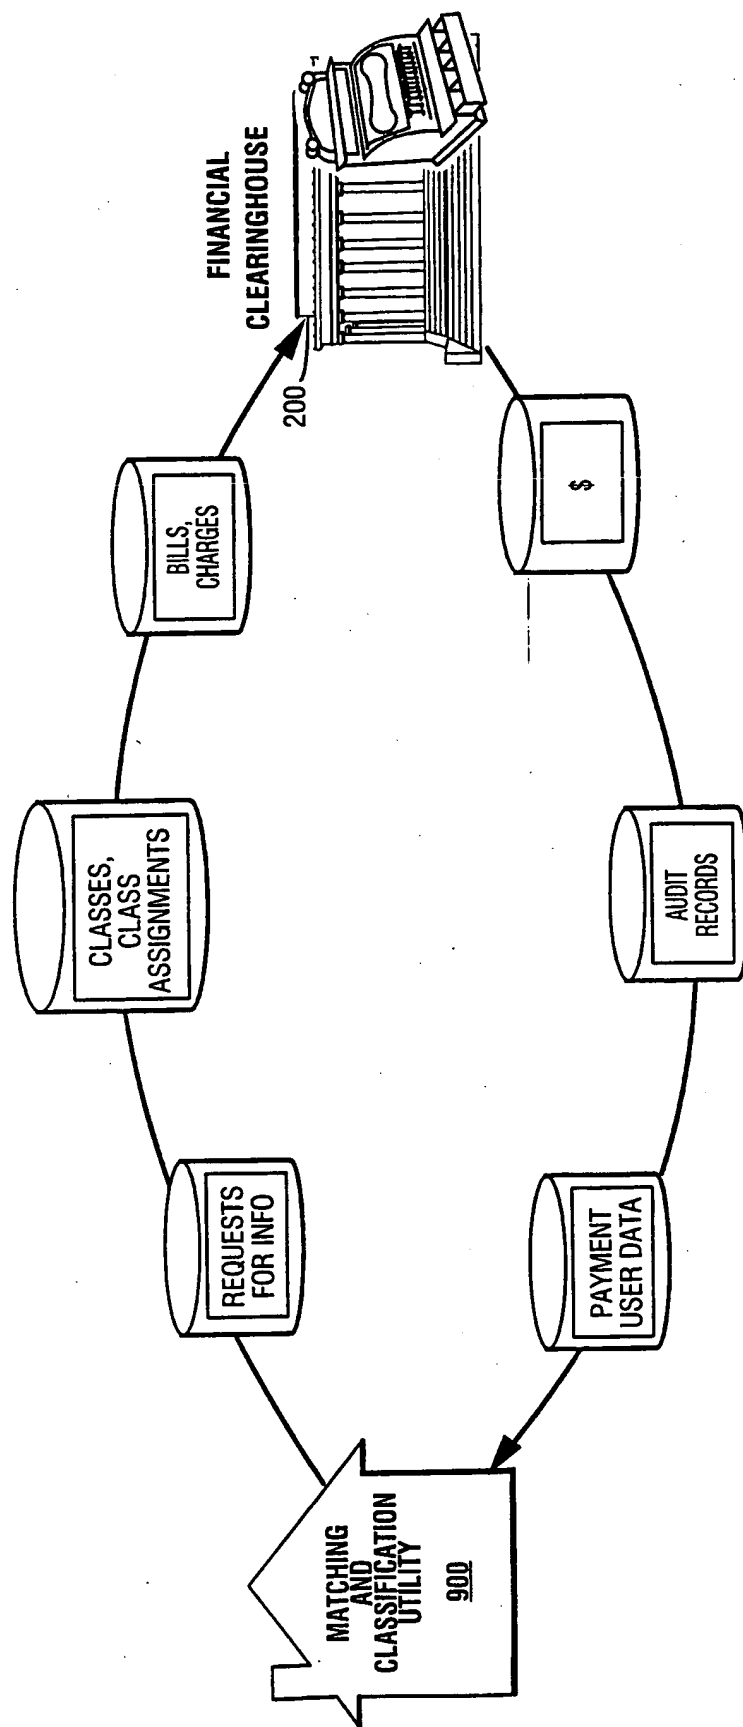 MATCHING
AND
CLASSIFICATION
UTILITY
900
REQUESTS
FOR INFO
CLASSES,
CLASS
ASSIGNMENTS
BILLS,
CHARGES
200
FINANCIAL
CLEARINGHOUSE
$
AUDIT
RECORDS
PAYMENT
USER DATA